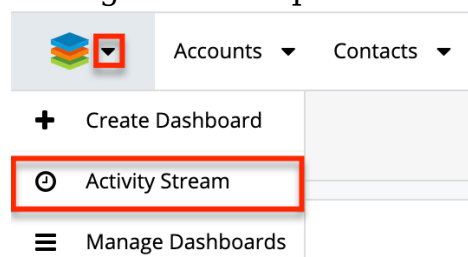 Accounts Contacts
Create Dashboard
Activity Stream
Manage Dashboards